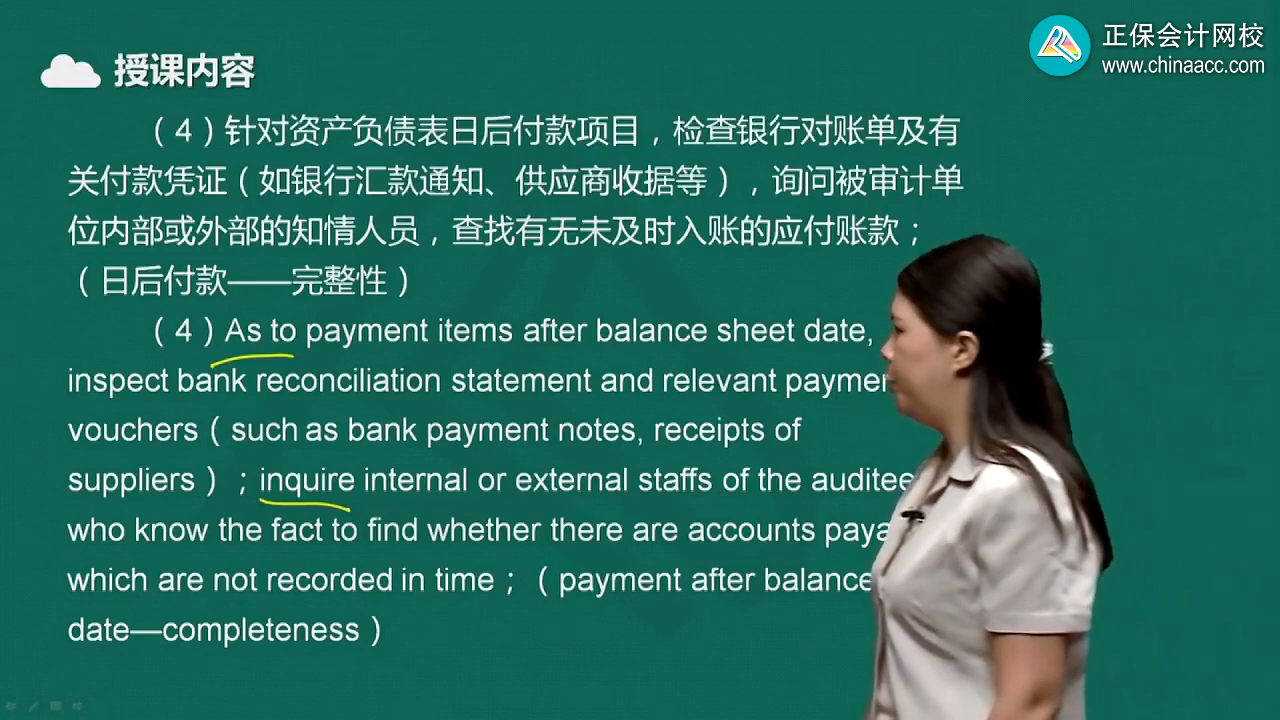 正保会计网校
www.chinaacc.com
授课内容
（4）针对资产负债表日后付款项目，检查银行对账单及有
关付款凭证（如银行汇款通知、供应商收据等），询问被审计单
位内部或外部的知情人员，查找有无未及时入账的应付账款；
（日后付款——完整性）
（4）As to payment items after balance sheet date,
inspect bank reconciliation statement and relevant
vouchers（such as bank payment notes, receipts of
suppliers）；inquire internal or external staffs of the auditee
who know the fact to find whether there are accounts
which are not recorded in time；（payment after balance
date—completeness）